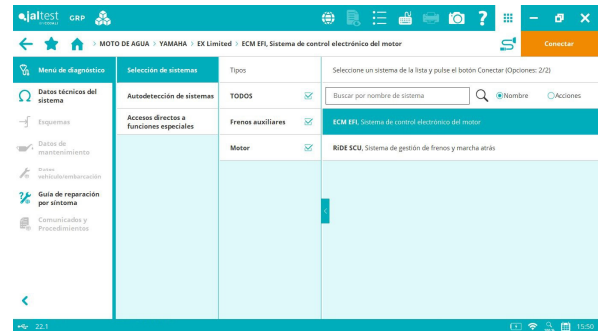 jaltest GRP
BY COJALI
> MOTO DE AGUA > YAMAHA > EX Limited > ECM EFI, Sistema de control electrónico del motor
Conectar
Menú de diagnóstico
Selección de sistemas
Tipos
Seleccione un sistema de la lista y pulse el botón Conectar (Opciones: 2/2)
Datos técnicos del
sistema
Autodetección de sistemas
TODOS
Buscar por nombre de sistema
Nombre
Acciones
Esquemas
Accesos directos a
funciones especiales
Frenos auxiliares
ECM EFI, Sistema de control electrónico del motor
Datos de
mantenimiento
Motor
RiDE SCU, Sistema de gestión de frenos y marcha atrás
Datos
vehículo/embarcación
Guía de reparación
por síntoma
Comunicados y
Procedimientos
22.1
15:50